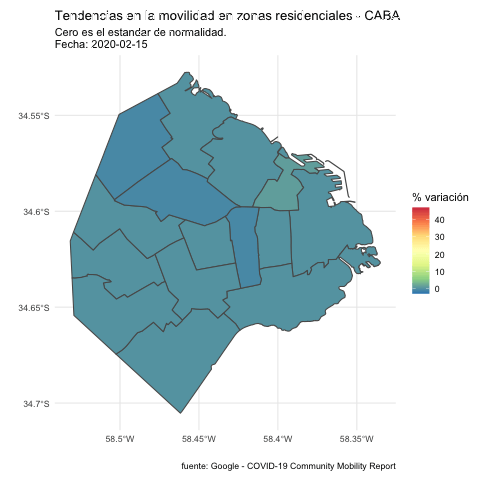 Tendencias en la movilidad en zonas residenciales - CABA
Cero es el estandar de normalidad.
Fecha: 2020-02-15
34.55°S
34.6°S
34.65°S
34.7°S
58.5°W
58.45°W
58.4°W
58.35°W
% variación
40
30
20
10
0
fuente: Google - COVID-19 Community Mobility Report